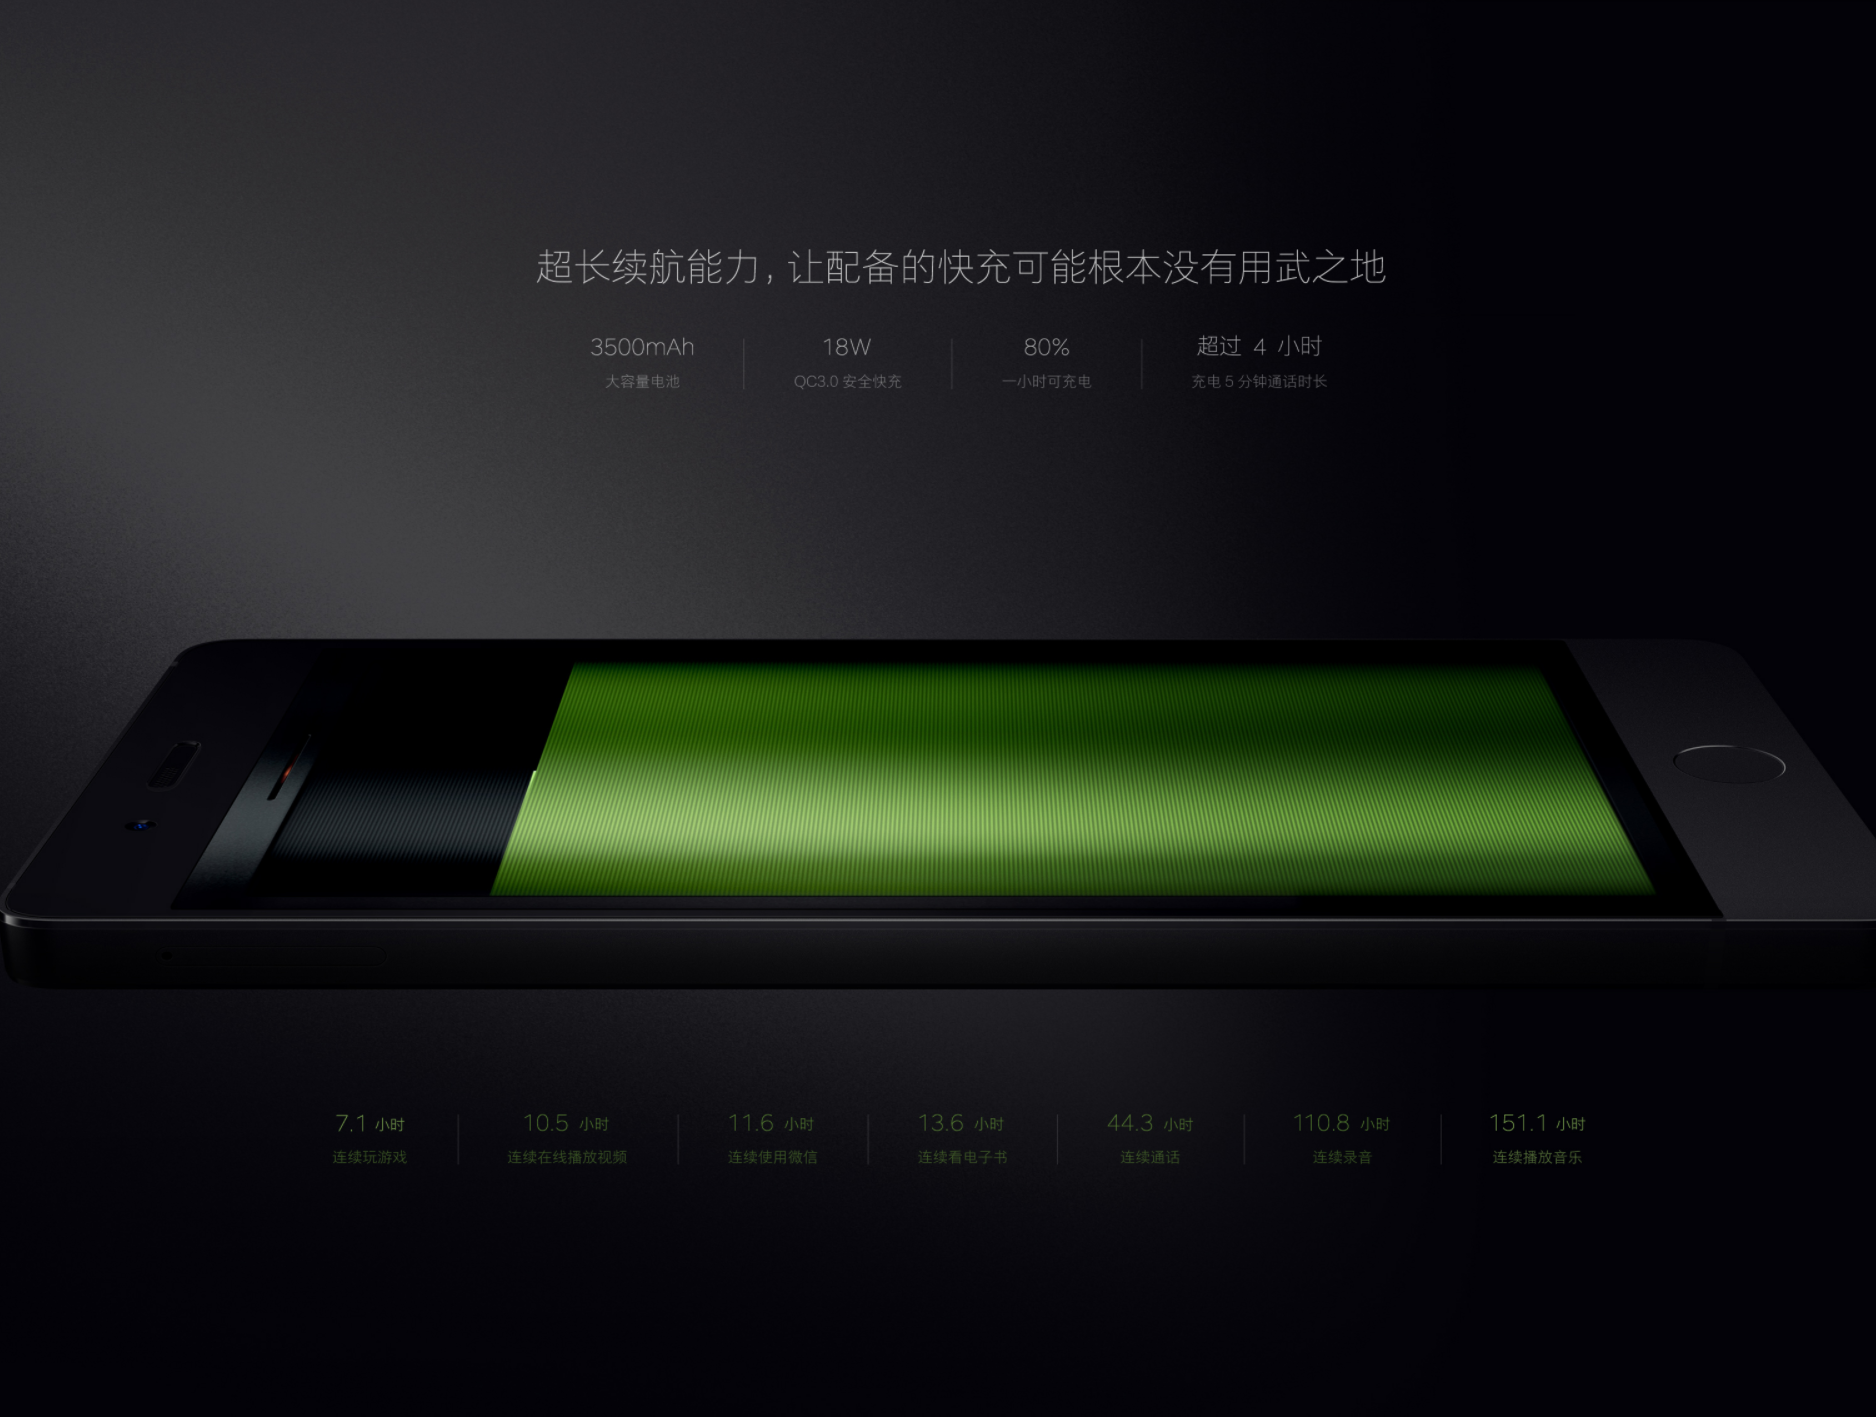 超长续航能力，让配备的快充可能根本没有用武之地
3500mAh
大容量电池
18W
QC3.0 安全快充
80%
一小时可充电
超过 4 小时
充电 5 分钟通话时长
7.1 小时
连续玩游戏
10.5 小时
连续在线播放视频
11.6 小时
连续使用微信
13.6 小时
连续看电子书
44.3 小时
连续通话
110.8 小时
连续录音
151.1 小时
连续播放音乐